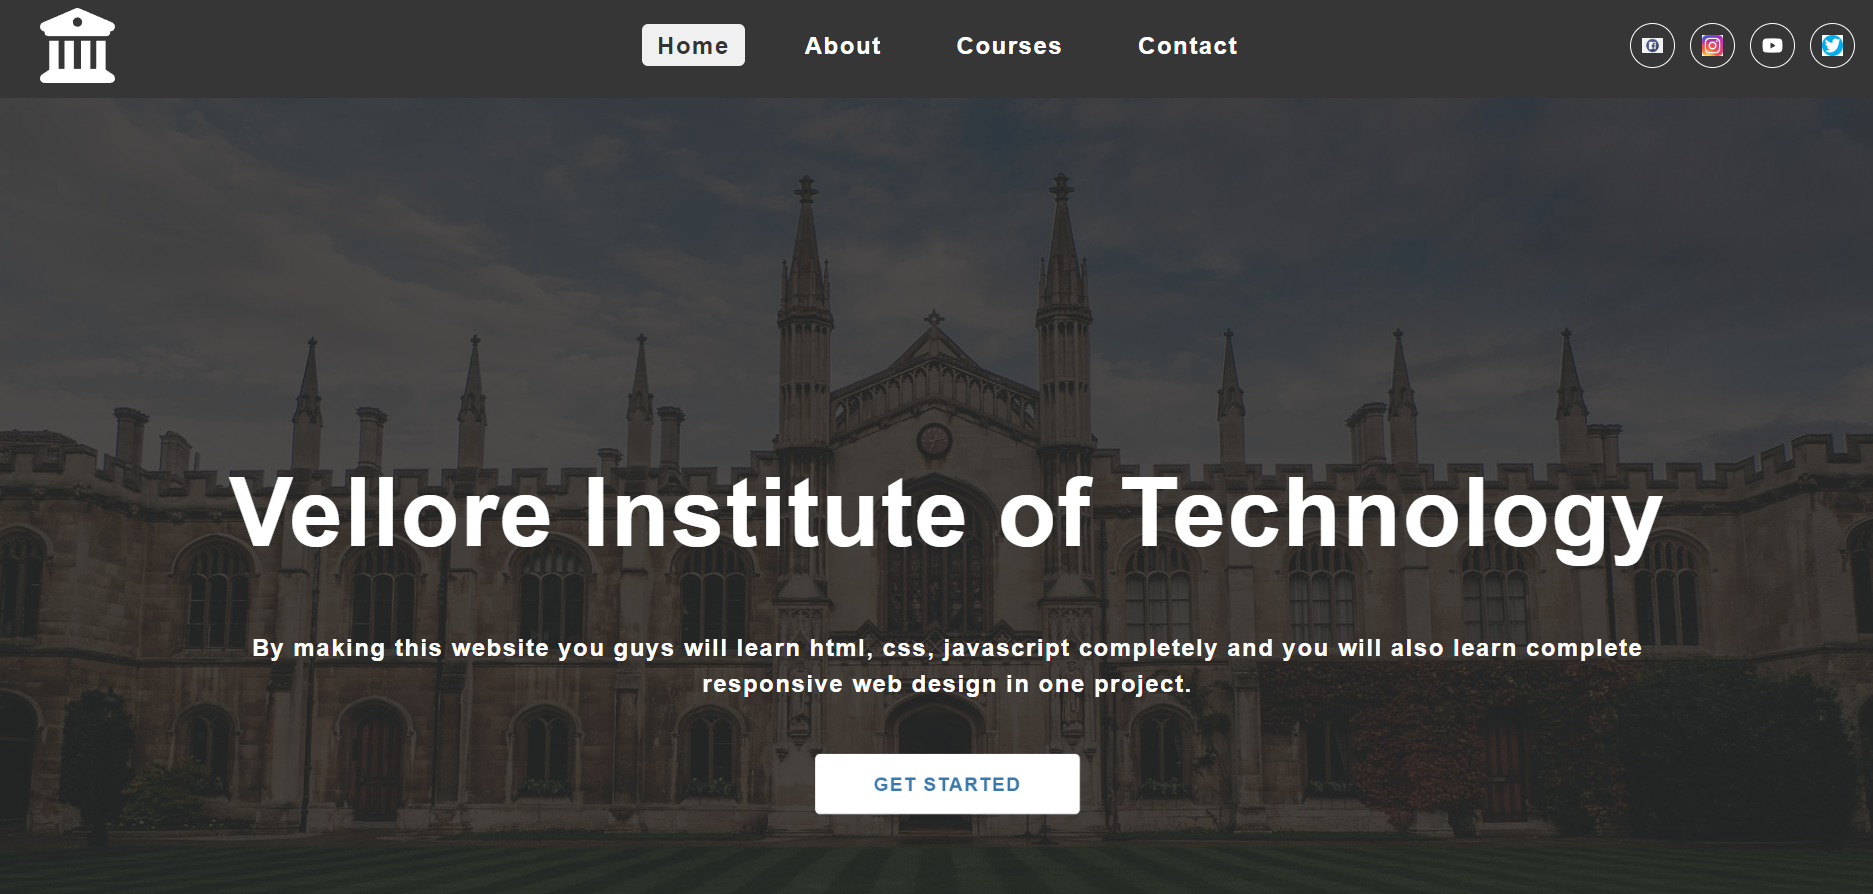 Home
About
Courses
Contact
Vellore Institute of Technology
By making this website you guys will learn html, css, javascript completely and you will also learn complete
responsive web design in one project.
GET STARTED